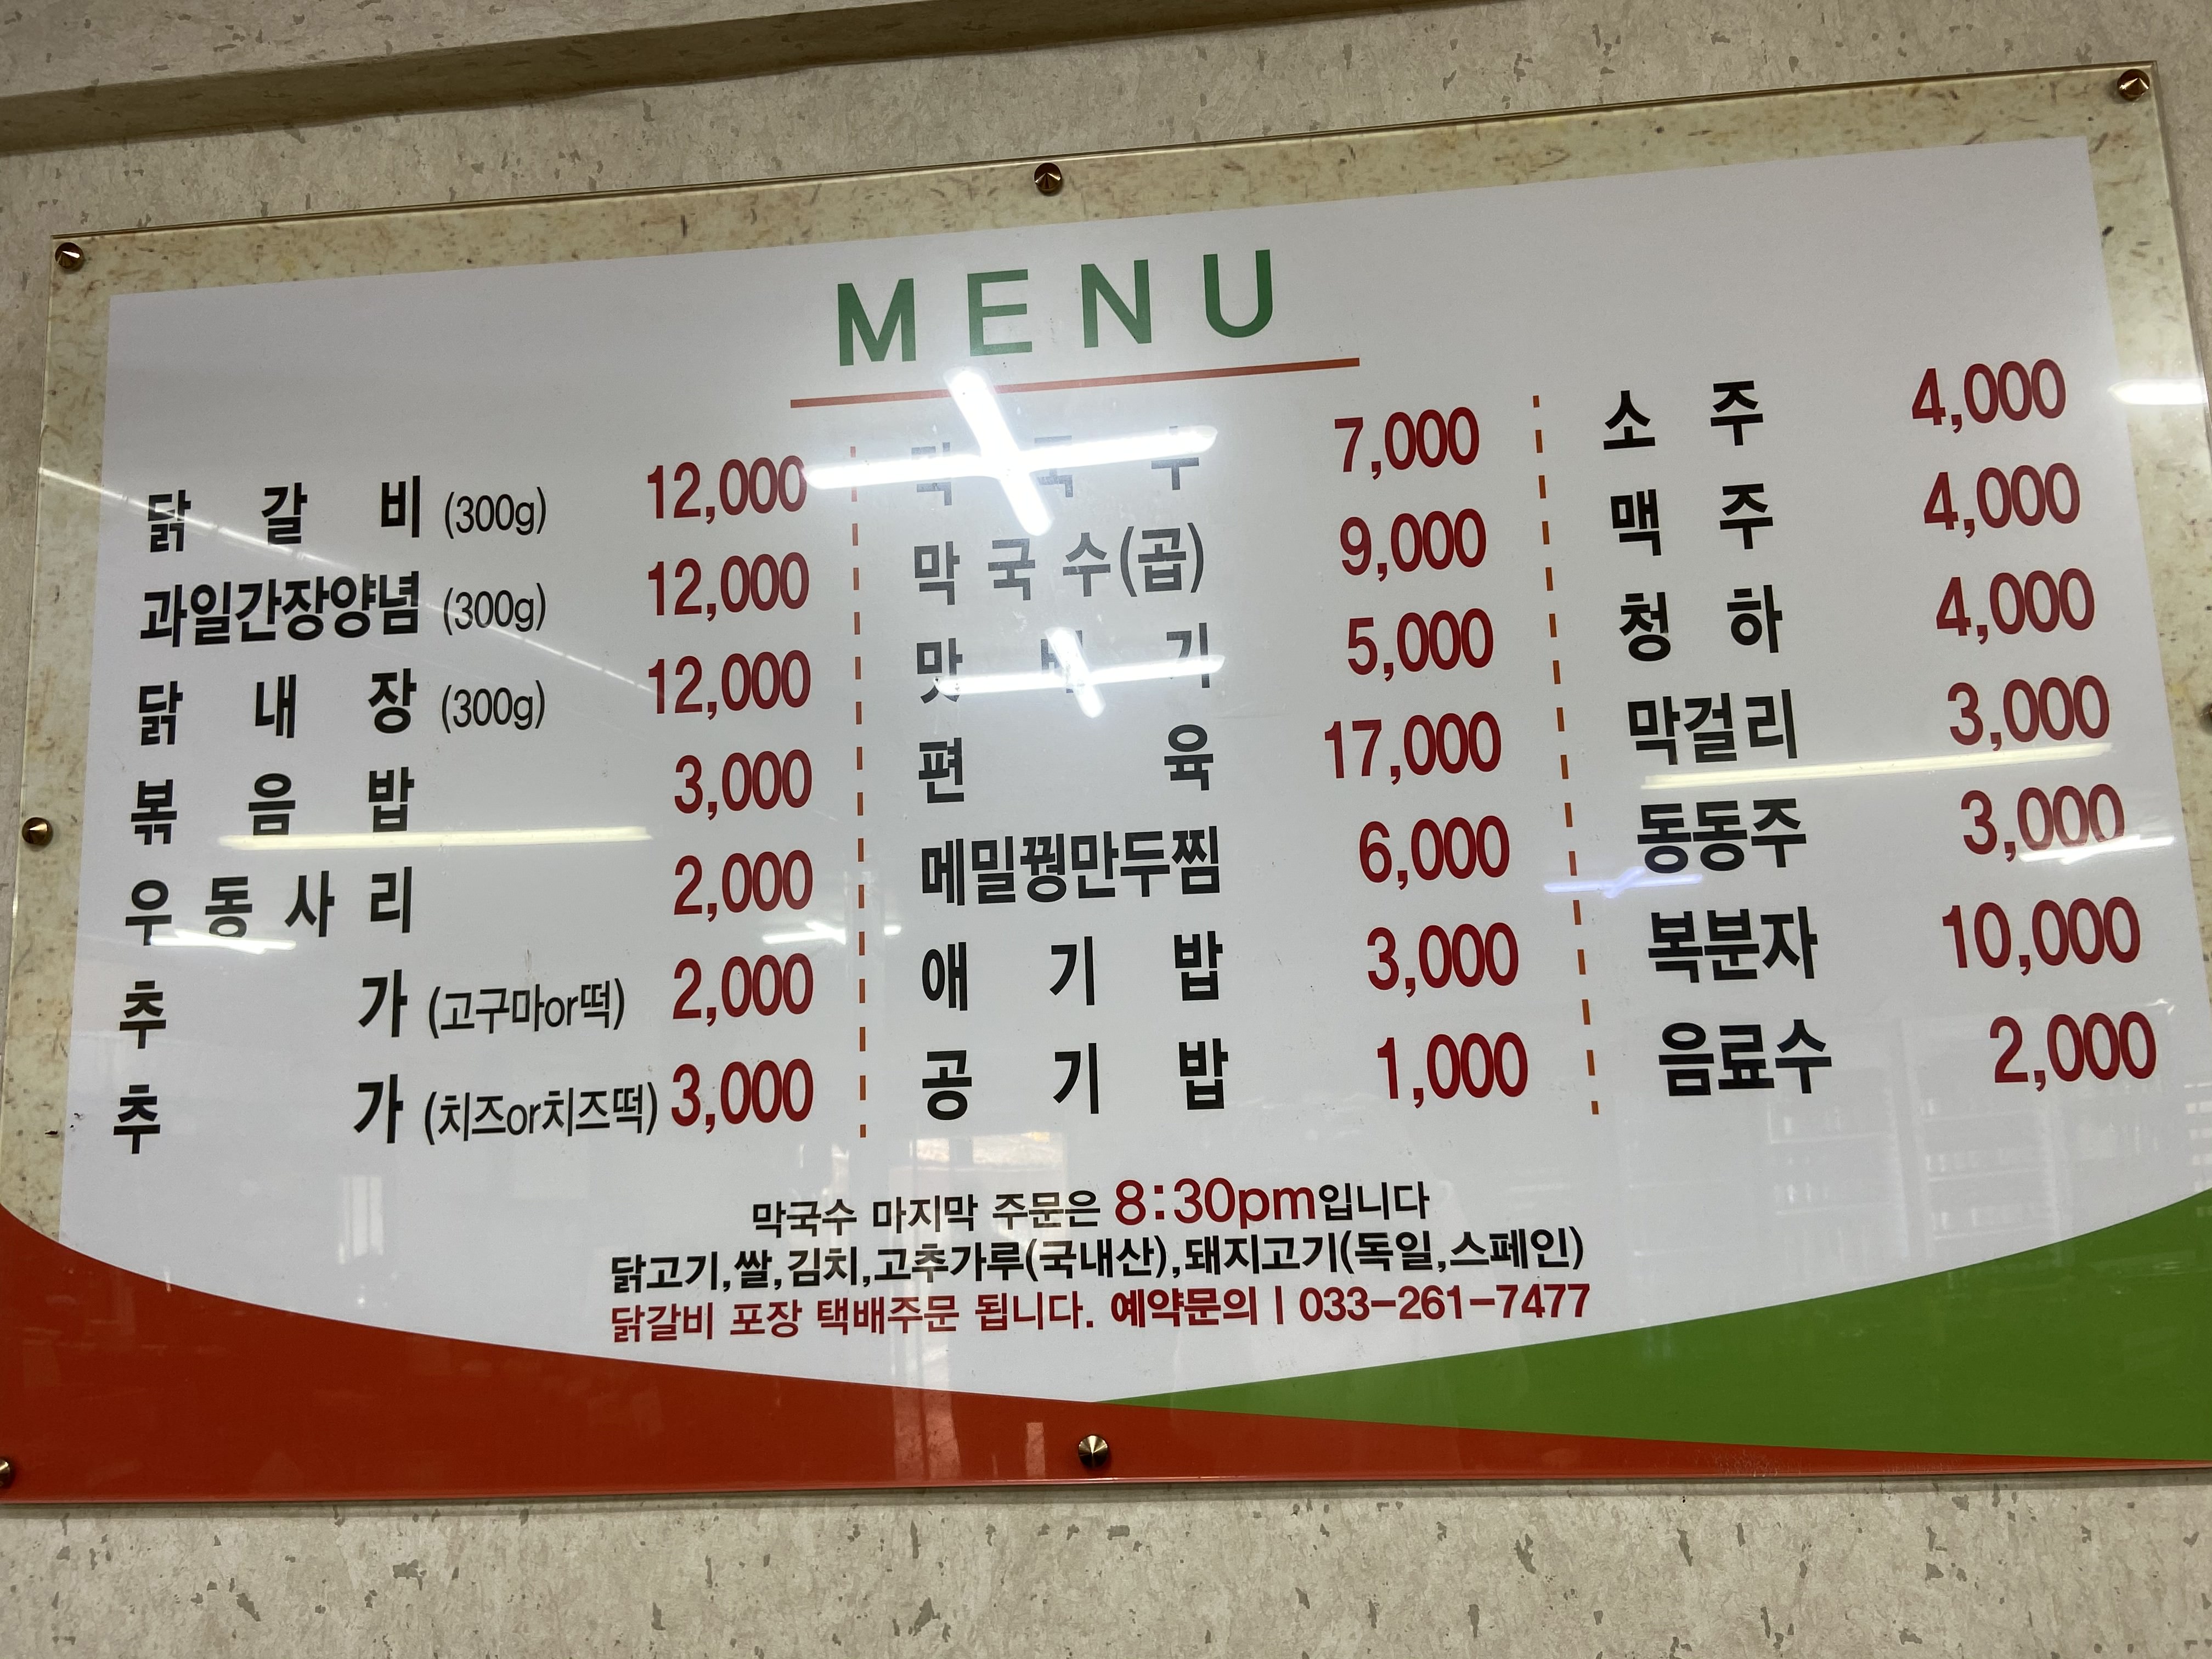 MENU
닭갈비 (300g) 12,000
과일간장양념 (300g) 12,000
닭내장 (300g) 12,000
볶음밥 3,000
우동사리 2,000
추가 (고구마or떡) 2,000
추가 (치즈or치즈떡) 3,000
막국수 7,000
막국수(곱) 9,000
맛 기 5,000
편육 17,000
메밀꿩만두찜 6,000
애기밥 3,000
공기밥 1,000
소주 4,000
맥주 4,000
청하 4,000
막걸리 3,000
동동주 3,000
복분자 10,000
음료수 2,000
막국수 마지막 주문은 8:30pm입니다
닭고기,쌀,김치,고추가루(국내산),돼지고기(독일,스페인)
닭갈비 포장 택배주문 됩니다. 예약문의 | 033-261-7477